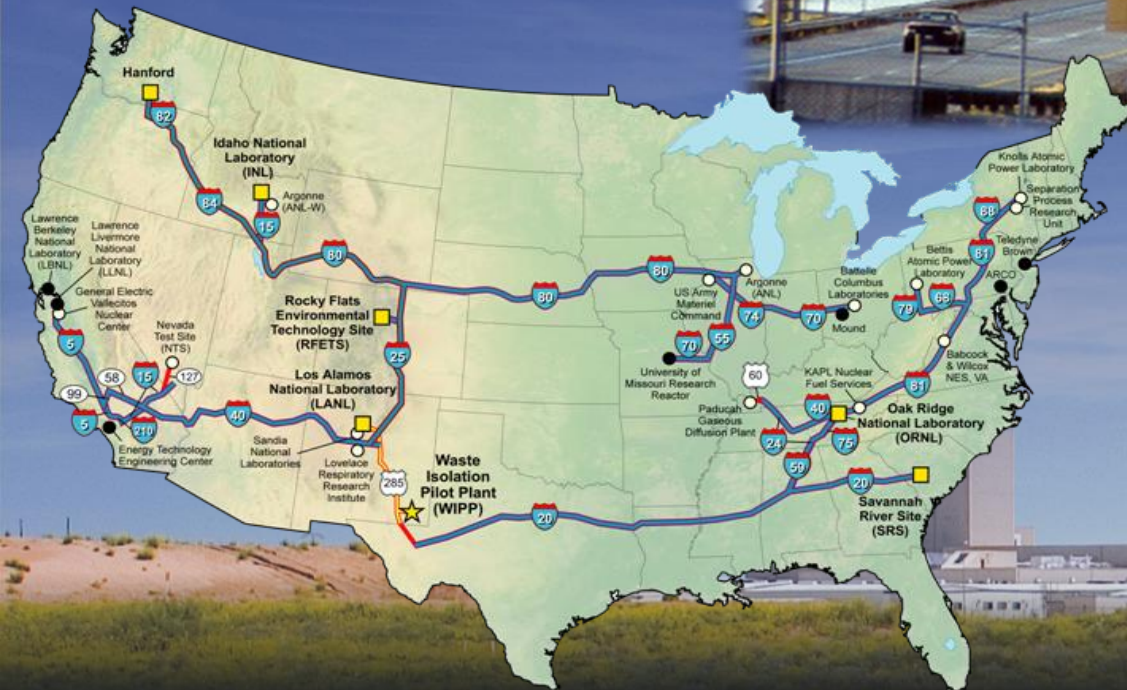 Hanford
82
Idaho National
Laboratory
(INL)
Argonne
(ANL-W)
15
84
80
Lawrence
Berkeley
National
Laboratory
(LBNL)
Lawrence
Livermore
National
Laboratory
(LLNL)
General Electric
Vallecitos
Nuclear
Center
5
Nevada
Test Site
(NTS)
99
58
15
127
5
210
Energy Technology
Engineering Center
40
Rocky Flats
Environmental
Technology Site
(RFETS)
25
Los Alamos
National Laboratory
(LANL)
Sandia
National
Laboratories
Lovelace
Respiratory
Research
Institute
285
Waste
Isolation
Pilot Plant
(WIPP)
20
80
80
US Army
Materiel
Command
Argonne
(ANL)
74
70
55
70
University of
Missouri Research
Reactor
Battelle
Columbus
Laboratories
Mound
Bettis
Atomic Power
Laboratory
79
68
Knolls Atomic
Power Laboratory
Separation
Process
Research
Unit
88
81
Teledyne
Brown
ARCO
Babcock
& Wilcox
NES, VA
81
60
KAPL Nuclear
Fuel Services
Paducah
Gaseous
Diffusion Plant
40
24
75
59
Oak Ridge
National Laboratory
(ORNL)
20
Savannah
River Site
(SRS)